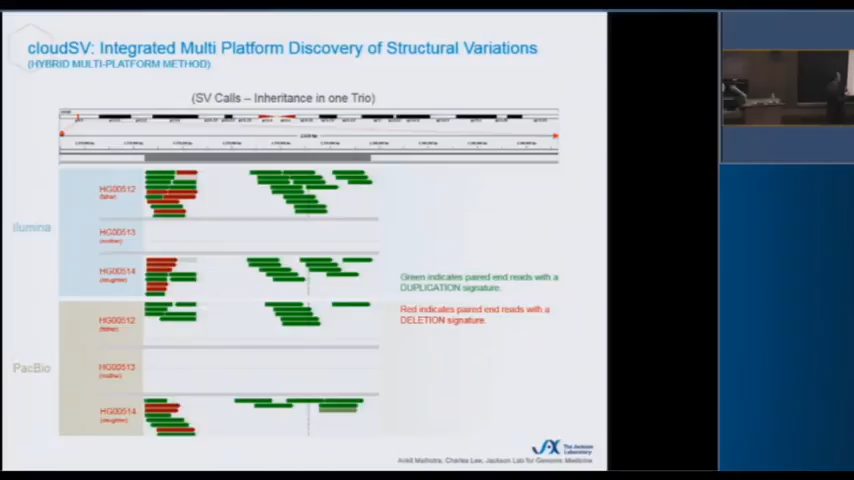 cloudSV: Integrated Multi Platform Discovery of Structural Variations
(HYBRID MULTI-PLATFORM METHOD)
(SV Calls – Inheritance in one Trio)
Illumina
HG00512
(father)
HG00513
(mother)
HG00514
(daughter)
Green indicates paired end reads with a
DUPLICATION signature.
Red indicates paired end reads with a
DELETION signature.
PacBio
HG00512
(father)
HG00513
(mother)
HG00514
(daughter)
JAX The Jackson
Laboratory
Ankit Malhotra, Charles Lee, Jackson Lab for Genomic Medicine